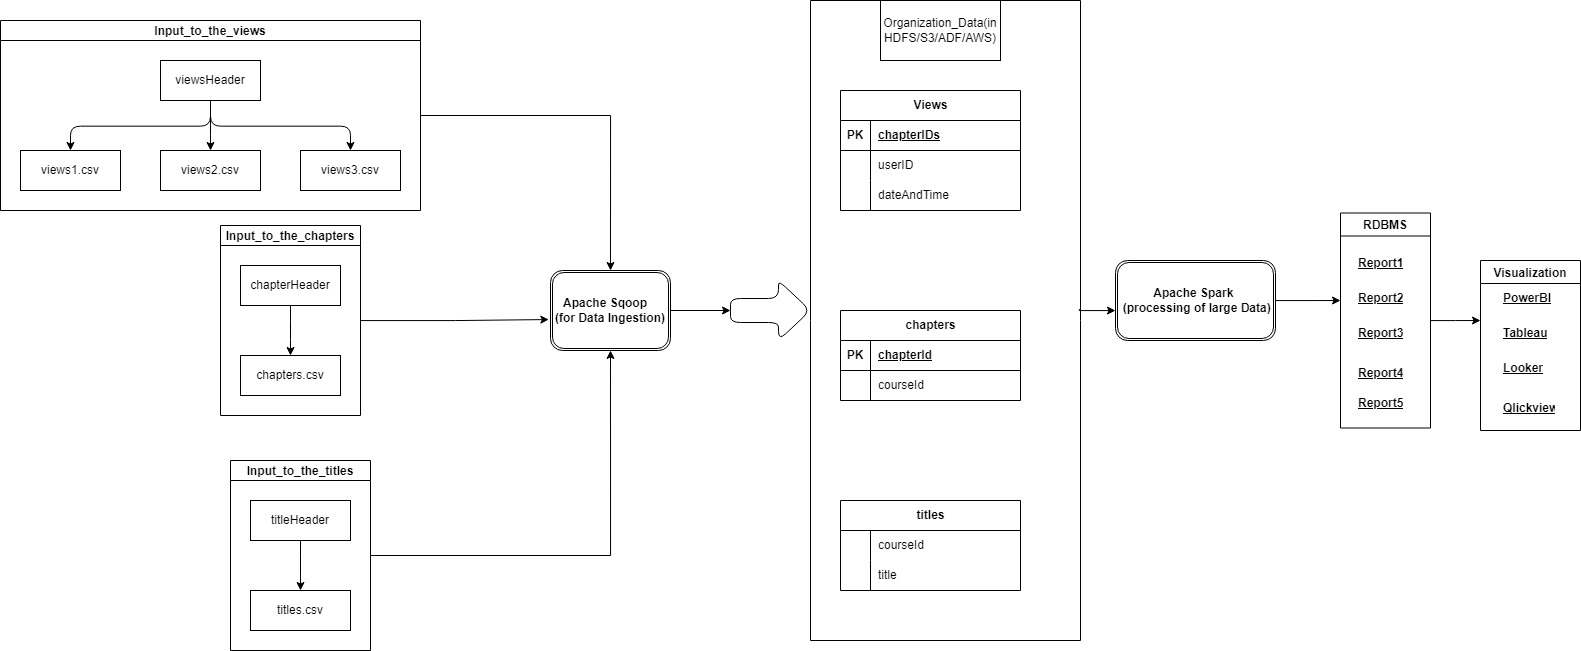 Input_to_the_views
viewsHeader
views1.csv
views2.csv
views3.csv
Input_to_the_chapters
chapterHeader
chapters.csv
Input_to_the_titles
titleHeader
titles.csv
Apache Sqoop
(for Data Ingestion)
Organization_Data(in
HDFS/S3/ADF/AWS)
Views
PK chapterIDs
userID
dateAndTime
chapters
PK chapterId
courseId
titles
courseId
title
Apache Spark
(processing of large Data)
RDBMS
Report1
Report2
Report3
Report4
Report5
Visualization
PowerBI
Tableau
Looker
Qlickview